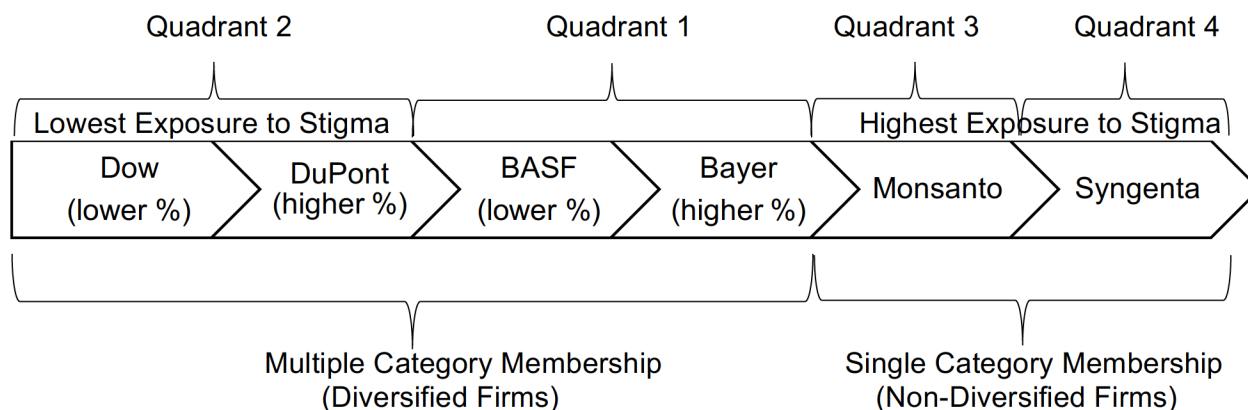 Quadrant 2
Quadrant 1
Quadrant 3
Quadrant 4
Lowest Exposure to Stigma
Highest Exposure to Stigma
Dow
(lower %)
DuPont
(higher %)
BASF
(lower %)
Bayer
(higher %)
Monsanto
Syngenta
Multiple Category Membership
(Diversified Firms)
Single Category Membership
(Non-Diversified Firms)